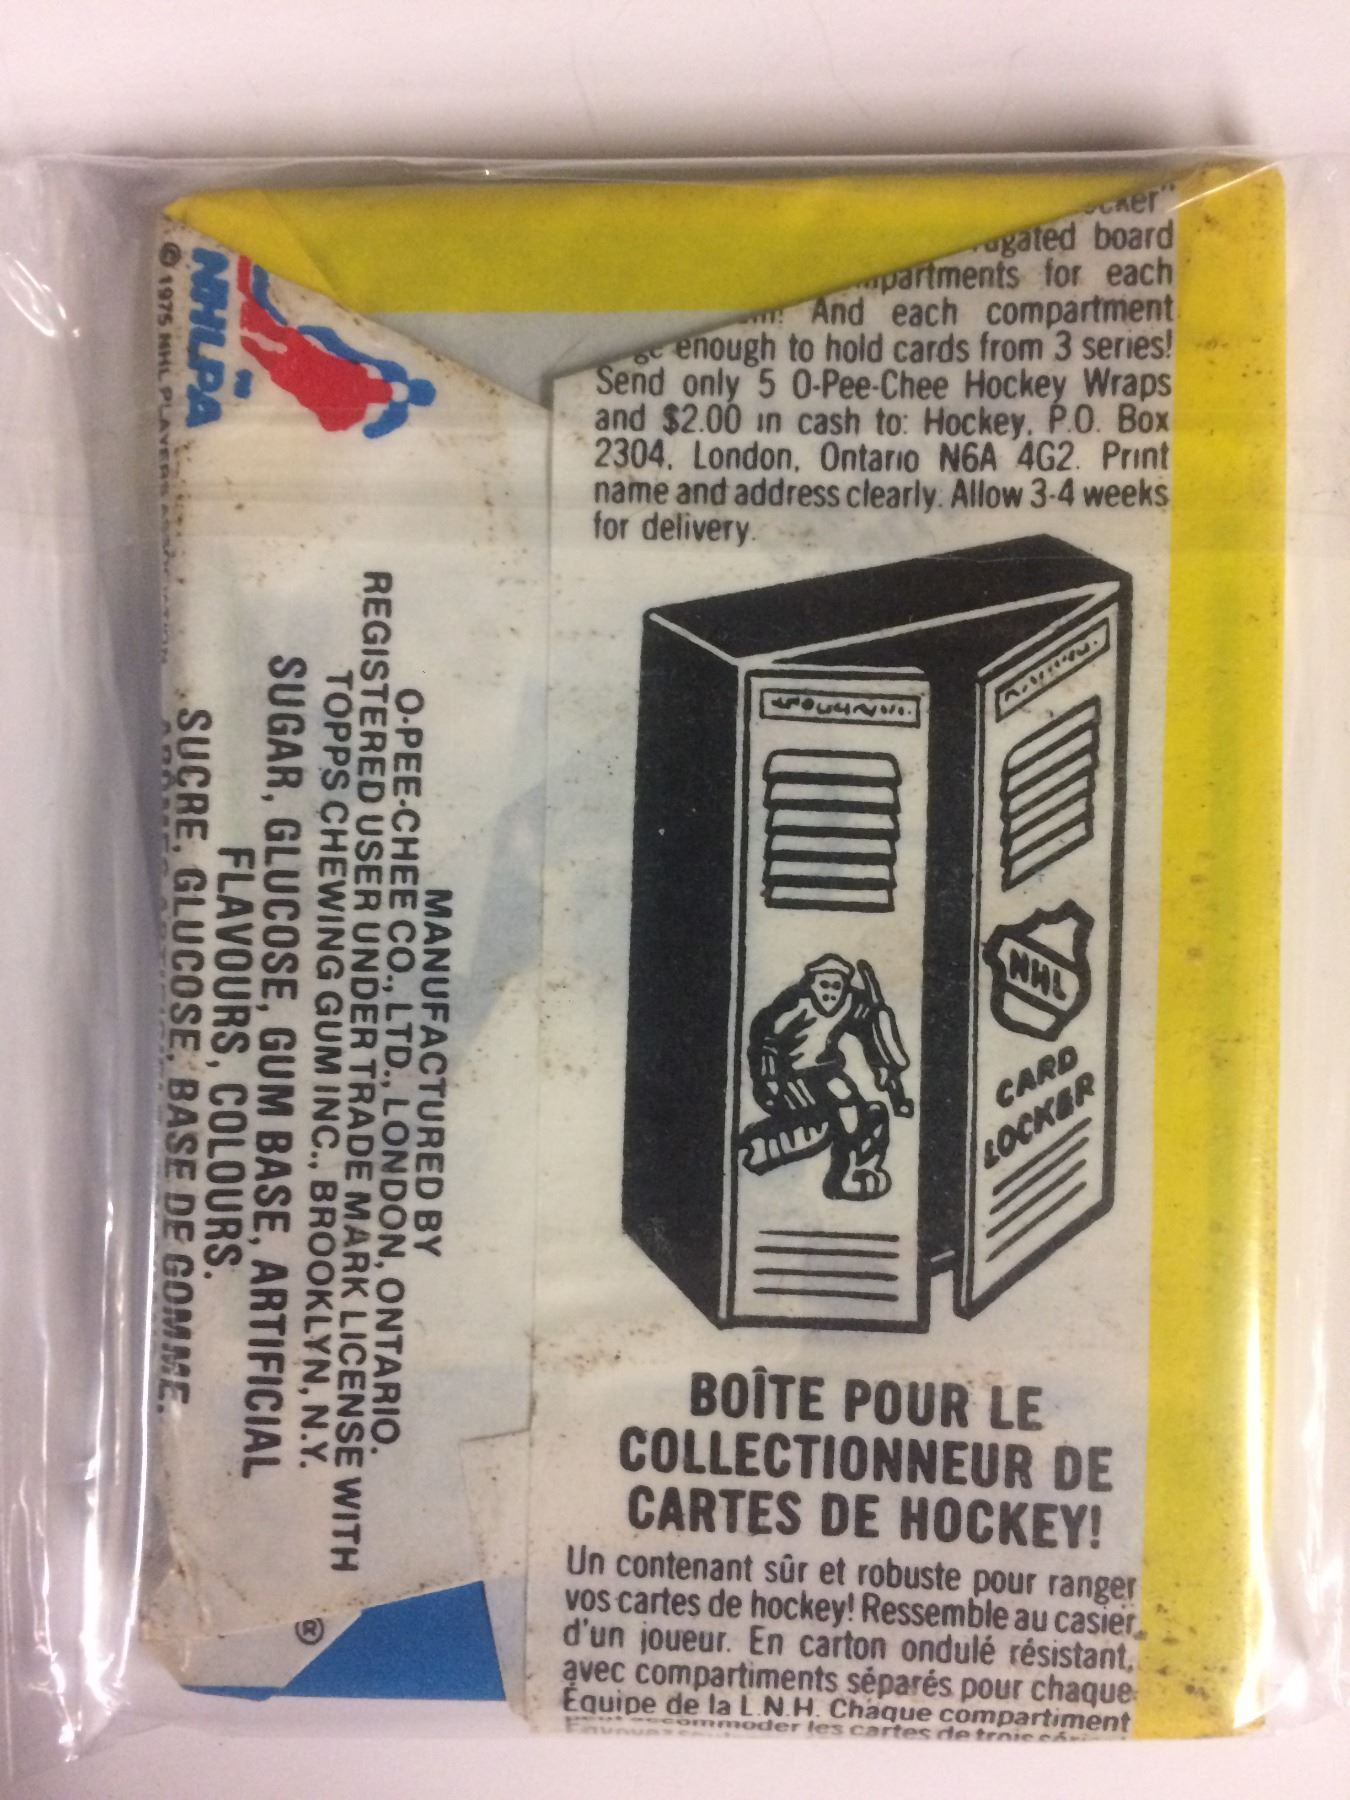 board
for each
And each compartment
enough to hold cards from 3 series!
Send only 5 O-Pee-Chee Hockey Wraps
and $2.00 in cash to: Hockey, P.O. Box
2304, London, Ontario N6A 4G2. Print
name and address clearly. Allow 3-4 weeks
for delivery.
NHL
CARD
LOCKER
BOÎTE POUR LE
COLLECTIONNEUR DE
CARTES DE HOCKEY!
Un contenant sûr et robuste pour ranger
vos cartes de hockey! Ressemble au casier
d'un joueur. En carton ondulé résistant,
avec compartiments séparés pour chaque
Équipe de la L.N.H. Chaque compartiment
les cartes de trois
NHLPA
TM
© 1975 NHL PLAYERS
MANUFACTURED BY
O-PEE-CHEE CO., LTD., LONDON, ONTARIO.
REGISTERED USER UNDER TRADE MARK LICENSE WITH
TOPPS CHEWING GUM INC., BROOKLYN, N.Y.
SUGAR, GLUCOSE, GUM BASE, ARTIFICIAL
FLAVOURS, COLOURS.
SUCRE, GLUCOSE, BASE DE GOMME,
®